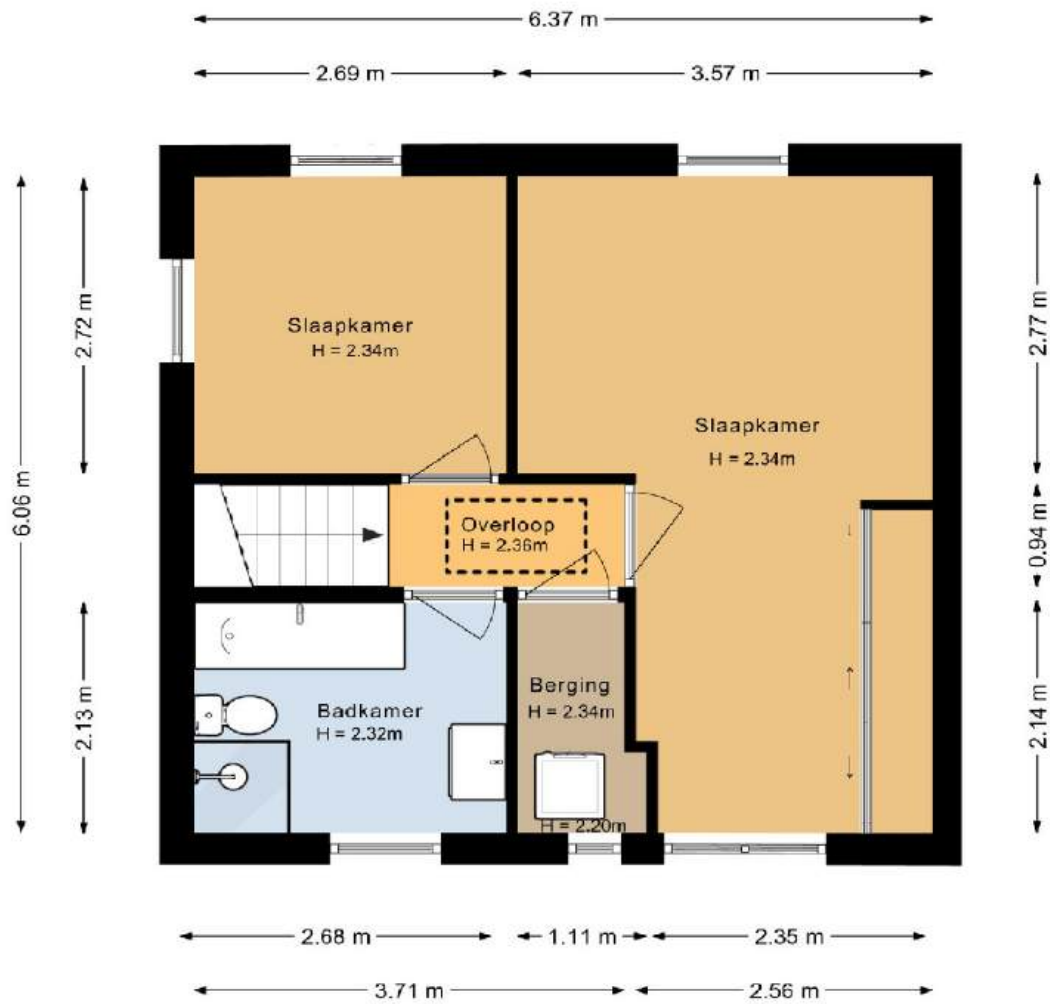 6.37 m
2.69 m
3.57 m
6.06 m
2.72 m
2.77 m
Slaapkamer
H = 2.34m
Slaapkamer
H = 2.34m
0.94 m
Overloop
H = 2.36m
2.13 m
2.14 m
Badkamer
H = 2.32m
Berging
H = 2.34m
H = 2.20m
2.68 m
1.11 m
2.35 m
3.71 m
2.56 m